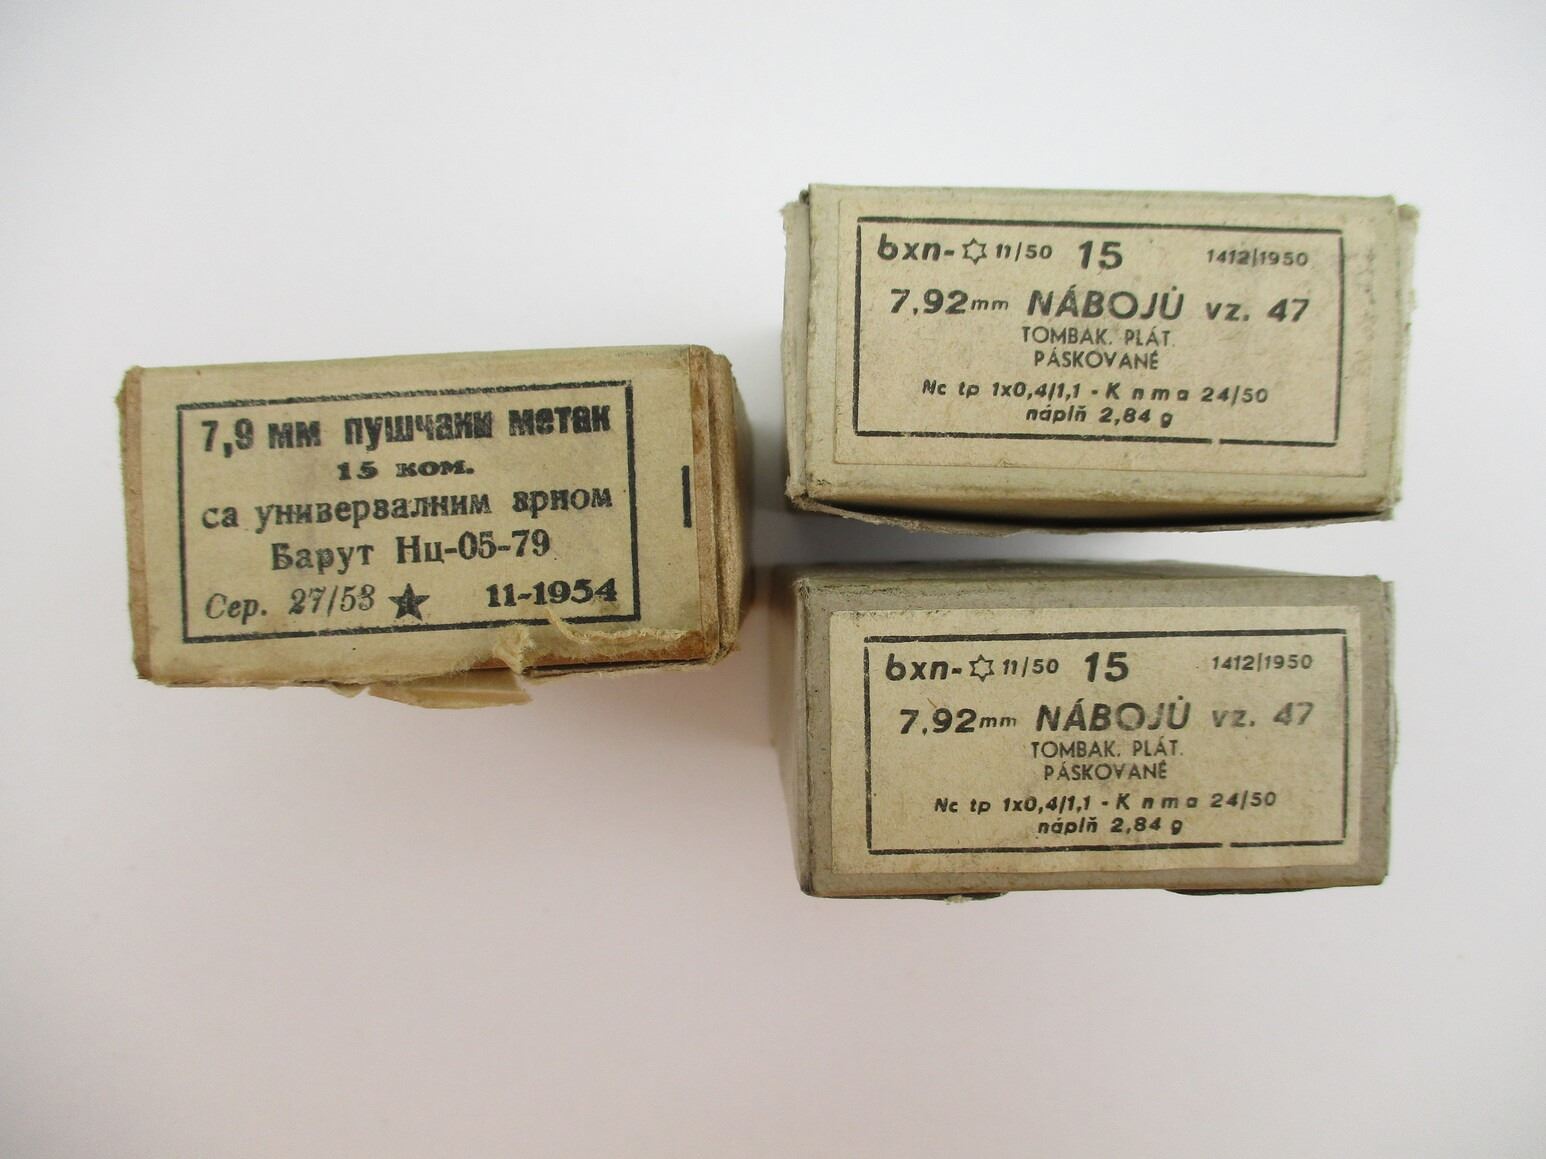 7,9 мм пушчани метак
15 ком.
са универвалним врном
Барут Нц-05-79
Сер. 27/53 ★ 11-1954
bxn-✡ 11/50 15 1412/1950
7,92mm NÁBOJŮ vz. 47
TOMBAK. PLÁT.
PÁSKOVANÉ
Nc tp 1x0,4/1,1 - K n m a 24/50
náplň 2,84 g
bxn-✡ 11/50 15 1412/1950
7,92mm NÁBOJŮ vz. 47
TOMBAK. PLÁT.
PÁSKOVANÉ
Nc tp 1x0,4/1,1 - K n m a 24/50
náplň 2,84 g